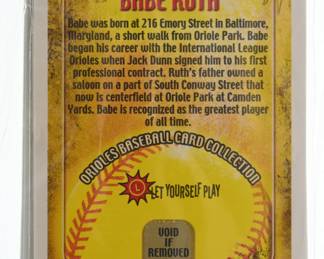 BABE RUTH
Babe was born at 216 Emory Street in Baltimore,
Maryland, a short walk from Oriole Park. Babe
began his career with the International League
Orioles when Jack Dunn signed him to his first
professional contract. Ruth's father owned a
saloon on a part of South Conway Street that
now is centerfield at Oriole Park at Camden
Yards. Babe is recognized as the greatest player
of all time.
ORIOLES BASEBALL CARD COLLECTION
L LET YOURSELF PLAY
VOID
IF
REMOVED